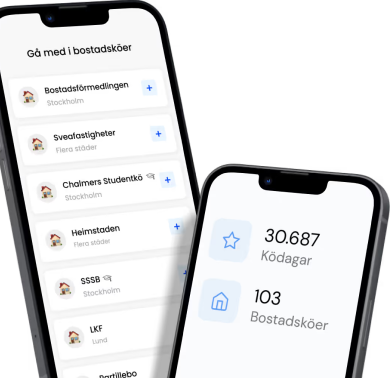 Gå med i bostadsköer
Bostadsförmedlingen
Stockholm
Sveafastigheter
Flera städer
Chalmers Studentkö
Stockholm
Heimstaden
Flera städer
SSSB
Stockholm
LKF
Luna
Partillebo
30.687
Ködagar
103
Bostadsköer